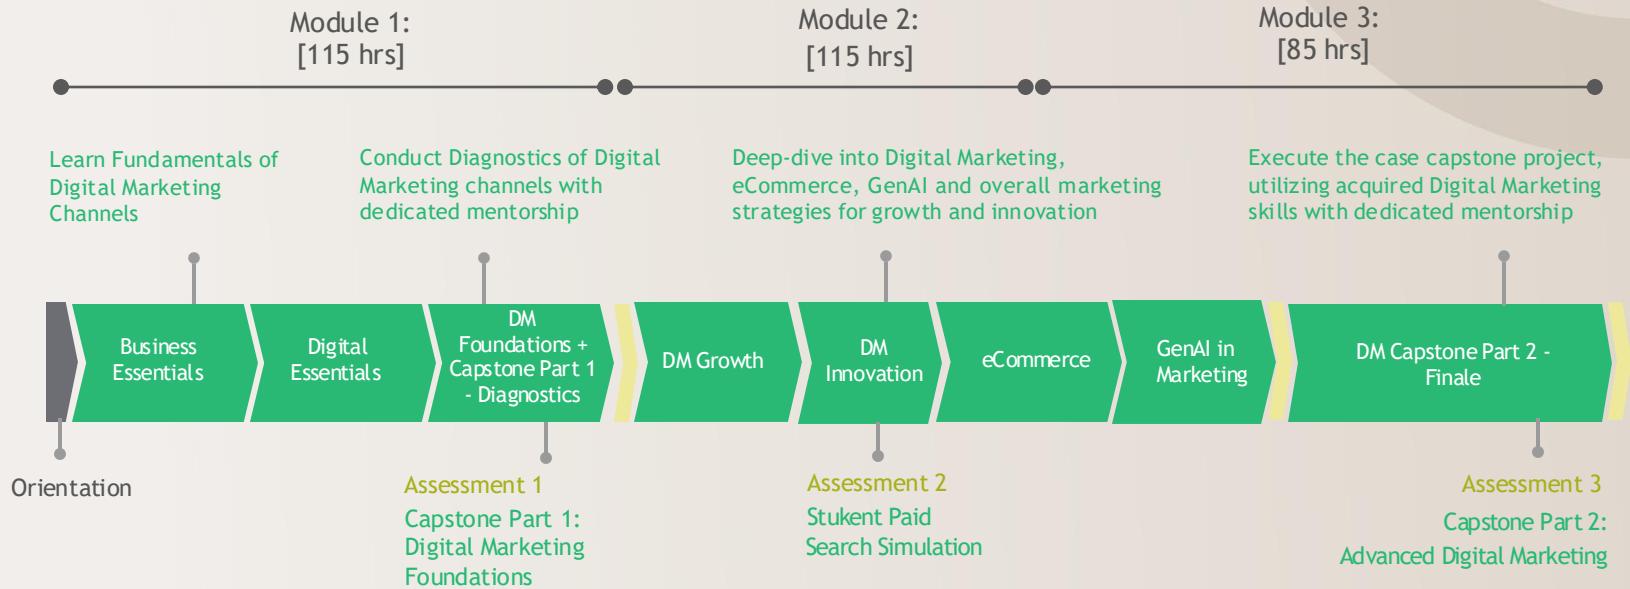 Module 1:
[115 hrs]
Module 2:
[115 hrs]
Module 3:
[85 hrs]
Learn Fundamentals of
Digital Marketing
Channels
Conduct Diagnostics of Digital
Marketing channels with
dedicated mentorship
Deep-dive into Digital Marketing,
eCommerce, GenAI and overall marketing
strategies for growth and innovation
Execute the case capstone project,
utilizing acquired Digital Marketing
skills with dedicated mentorship
Business
Essentials
Digital
Essentials
DM
Foundations +
Capstone Part 1
- Diagnostics
DM Growth
DM
Innovation
eCommerce
GenAI in
Marketing
DM Capstone Part 2 -
Finale
Orientation
Assessment 1
Capstone Part 1:
Digital Marketing
Foundations
Assessment 2
Stukent Paid
Search Simulation
Assessment 3
Capstone Part 2:
Advanced Digital Marketing